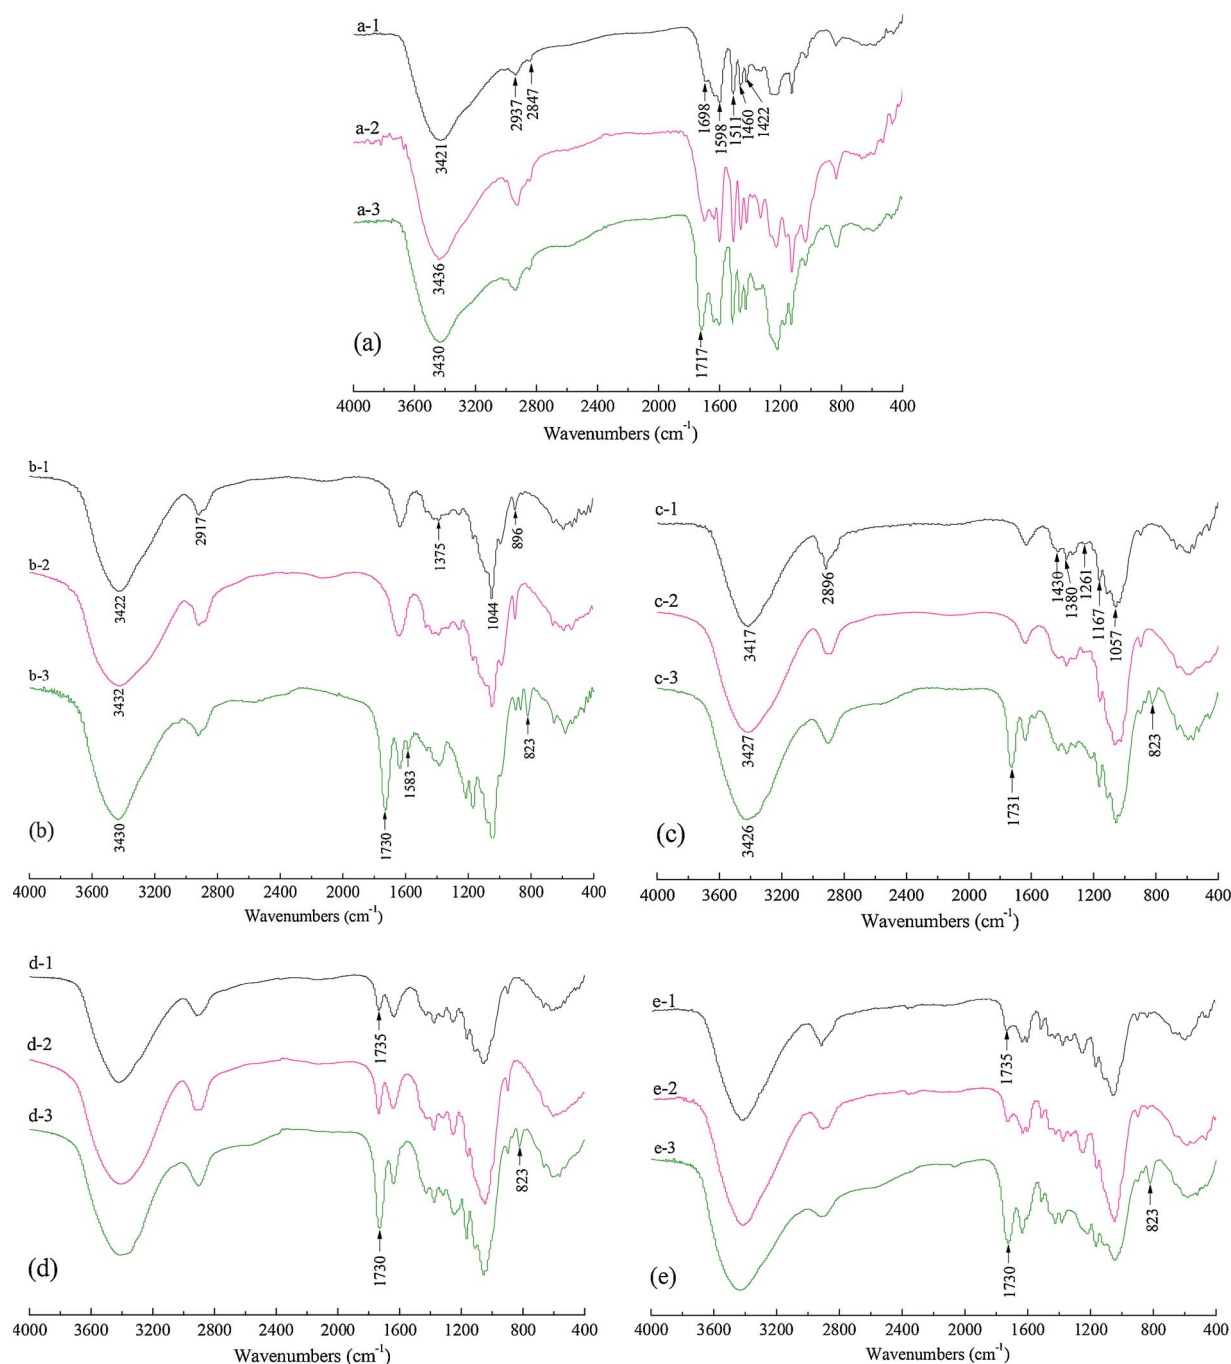 a-1
2937
2847
1698
1598
1511
1460
1422
3421
a-2
3436
a-3
3430
1717
(a)
4000 3600 3200 2800 2400 2000 1600 1200 800 400
Wavenumbers (cm⁻¹)
b-1
2917
1375
896
3422
1044
b-2
3432
b-3
1583
823
3430
1730
(b)
4000 3600 3200 2800 2400 2000 1600 1200 800 400
Wavenumbers (cm⁻¹)
c-1
2896
1430
1380
1261
1167
1057
3417
c-2
3427
c-3
823
1731
3426
(c)
4000 3600 3200 2800 2400 2000 1600 1200 800 400
Wavenumbers (cm⁻¹)
d-1
1735
d-2
d-3
823
1730
(d)
4000 3600 3200 2800 2400 2000 1600 1200 800 400
Wavenumbers (cm⁻¹)
e-1
1735
e-2
e-3
823
1730
(e)
4000 3600 3200 2800 2400 2000 1600 1200 800 400
Wavenumbers (cm⁻¹)